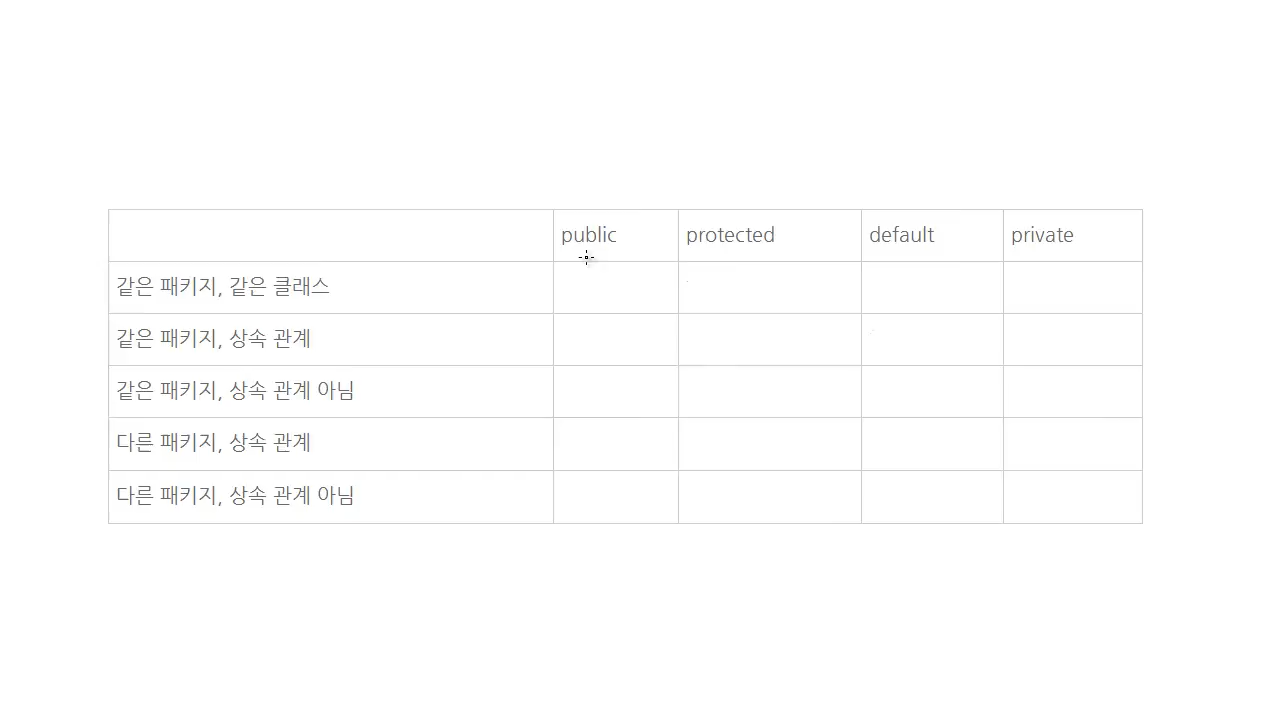 public protected default private
같은 패키지, 같은 클래스
같은 패키지, 상속 관계
같은 패키지, 상속 관계 아님
다른 패키지, 상속 관계
다른 패키지, 상속 관계 아님